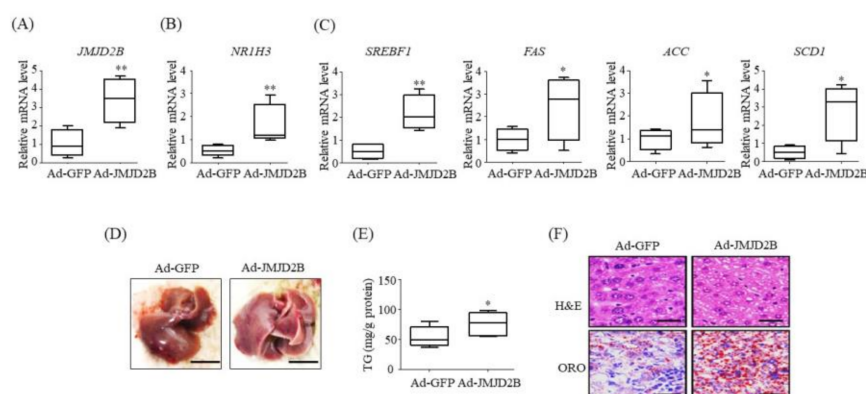 (A)
JMJD2B
Relative mRNA level
5
4
3
2
1
0
**
Ad-GFP Ad-JMJD2B
(B)
NR1H3
Relative mRNA level
4
3
2
1
0
**
Ad-GFP Ad-JMJD2B
(C)
SREBF1
Relative mRNA level
4
3
2
1
0
**
Ad-GFP Ad-JMJD2B
FAS
Relative mRNA level
4
3
2
1
0
*
Ad-GFP Ad-JMJD2B
ACC
Relative mRNA level
4
3
2
1
0
*
Ad-GFP Ad-JMJD2B
SCD1
Relative mRNA level
5
4
3
2
1
0
*
Ad-GFP Ad-JMJD2B
(D)
Ad-GFP Ad-JMJD2B
(E)
TG (mg/g protein)
150
100
50
0
*
Ad-GFP Ad-JMJD2B
(F)
Ad-GFP Ad-JMJD2B
H&E
ORO